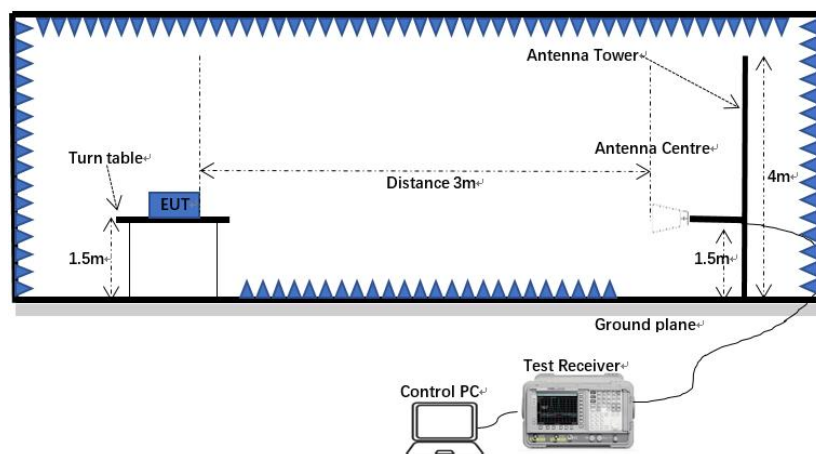 Antenna Tower
Antenna Centre
Turn table
Distance 3m
4m
EUT
1.5m
1.5m
Ground plane
Test Receiver
Control PC